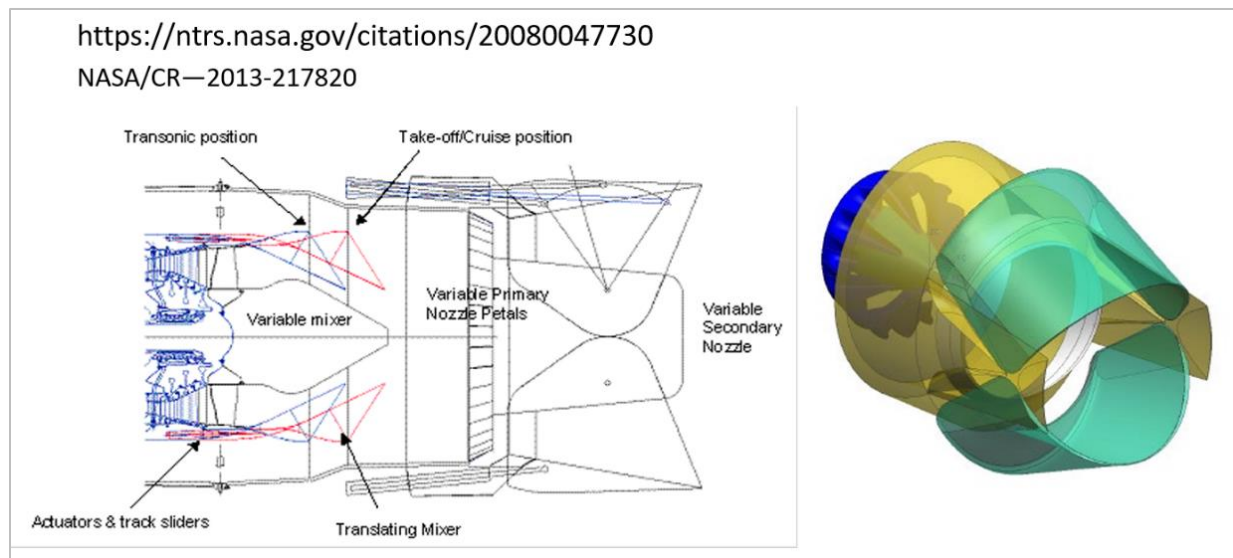 https://ntrs.nasa.gov/citations/20080047730
NASA/CR—2013-217820
Transonic position
Take-off/Cruise position
Variable mixer
Variable Primary
Nozzle Petals
Variable
Secondary
Nozzle
Actuators & track sliders
Translating Mixer